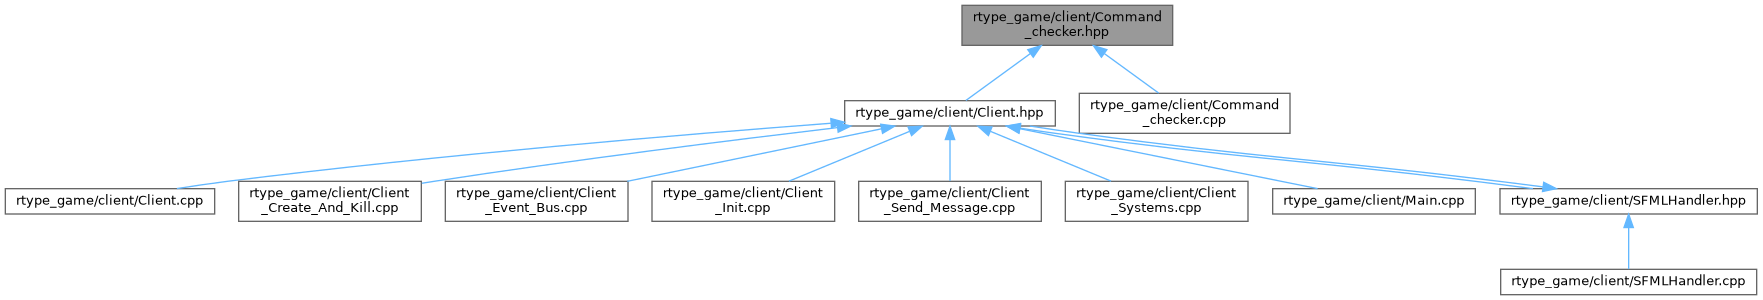 rtype_game/client/Command
_checker.hpp
rtype_game/client/Client.hpp
rtype_game/client/Command
_checker.cpp
rtype_game/client/Client.cpp
rtype_game/client/Client
_Create_And_Kill.cpp
rtype_game/client/Client
_Event_Bus.cpp
rtype_game/client/Client
_Init.cpp
rtype_game/client/Client
_Send_Message.cpp
rtype_game/client/Client
_Systems.cpp
rtype_game/client/Main.cpp
rtype_game/client/SFMLHandler.hpp
rtype_game/client/SFMLHandler.cpp